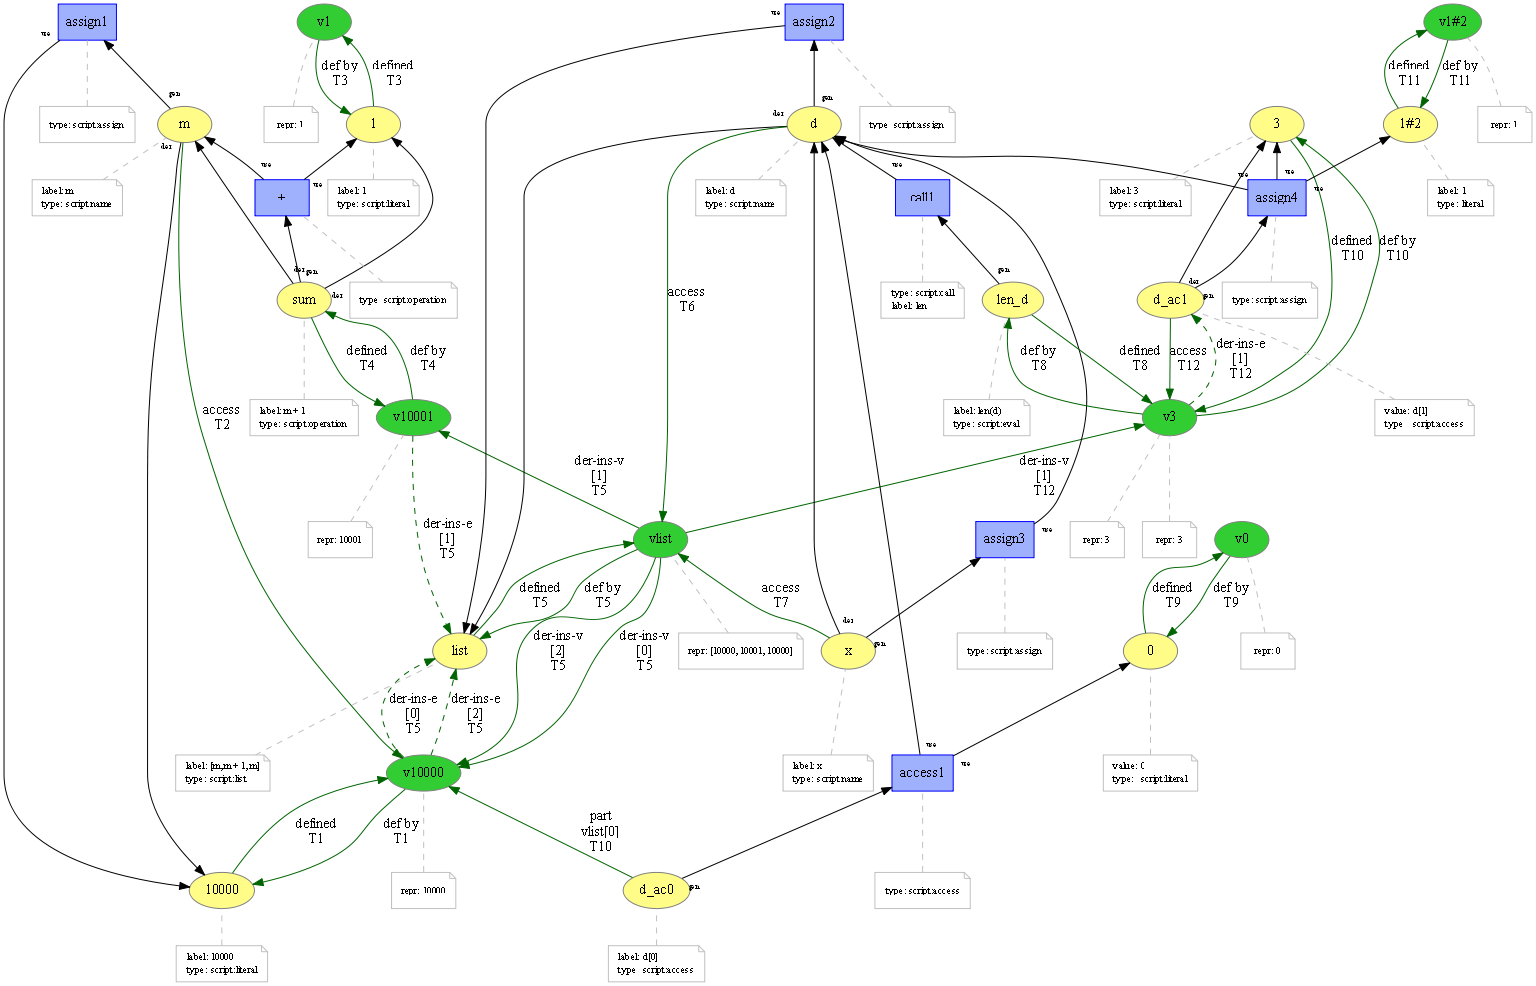 assign1
v1
assign2
v1#2
use
use
def by
T3
defined
T3
defined
T11
def by
T11
gen
gen
der
type: script:assign
repr: 1
type: script:assign
repr: 1
m
1
d
3
1#2
der
use
use
use
use
use
use
label: m
type: script:name
+
label: 1
type: script:literal
label: d
type: script:name
call1
label: 3
type: script:literal
assign4
label: 1
type: literal
defined
T10
def by
T10
der
gen
gen
der
gen
der
sum
type: script:operation
access
T6
type: script:call
label: len
len_d
d_ac1
type: script:assign
defined
T4
def by
T4
def by
T8
defined
T8
access
T12
der-ins-e
[1]
T12
access
T2
label: m + 1
type: script:operation
v10001
label: len(d)
type: script:eval
v3
value: d[1]
type: script:access
der-ins-v
[1]
T5
der-ins-v
[1]
T12
repr: 10001
der-ins-e
[1]
T5
vlist
assign3
use
repr: 3
repr: 3
v0
defined
T5
def by
T5
access
T7
defined
T9
def by
T9
der
gen
list
der-ins-v
[2]
T5
der-ins-v
[0]
T5
repr: [10000, 10001, 10000]
x
type: script:assign
0
repr: 0
der-ins-e
[0]
T5
der-ins-e
[2]
T5
use
use
label: [m,m + 1,m]
type: script:list
v10000
label: x
type: script:name
access1
value: 0
type: script:literal
defined
T1
def by
T1
part
vlist[0]
T10
10000
repr: 10000
d_ac0
gen
type: script:access
label: 10000
type: script:literal
label: d[0]
type: script:access